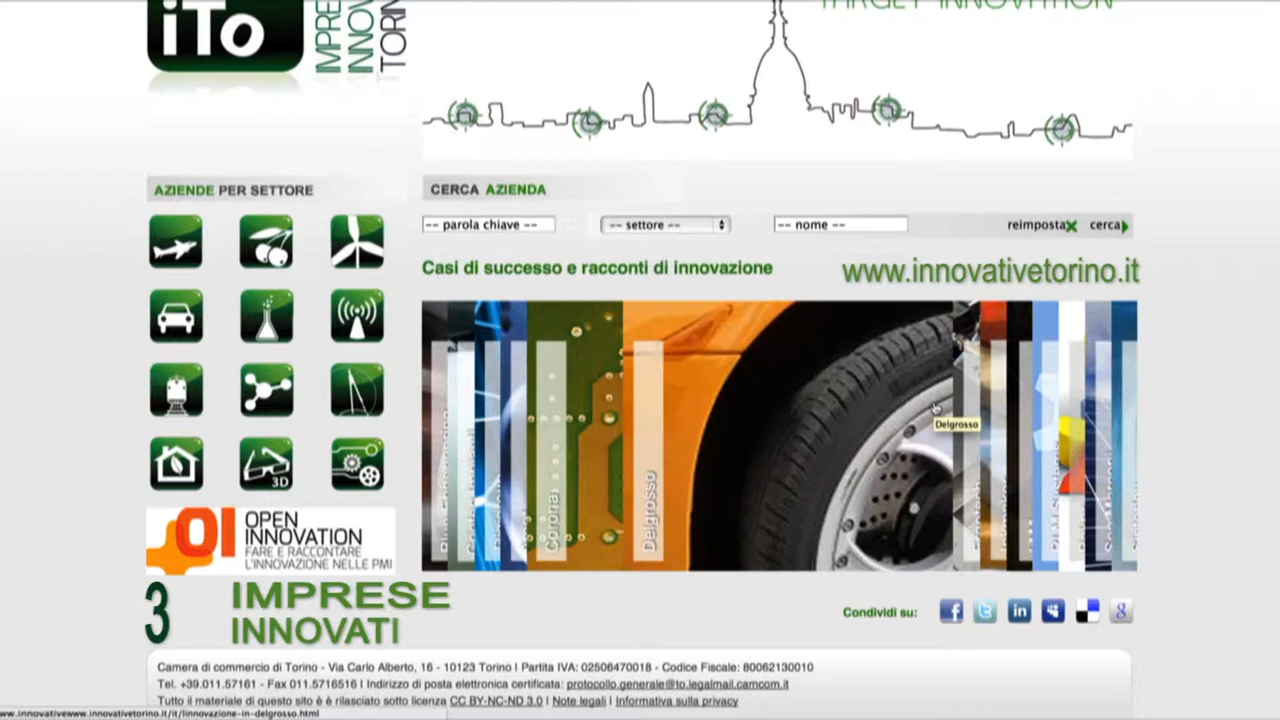 iTo
IMPRE
INNOV
TORIN
TARGET INNOVATION
AZIENDE PER SETTORE
CERCA AZIENDA
-- parola chiave --
-- settore --
-- nome --
reimposta
cerca
Casi di successo e racconti di innovazione
www.innovativetorino.it
Corona
Delgrosso
Delgrosso
3D
OI OPEN
INNOVATION
FARE E RACCONTARE
L'INNOVAZIONE NELLE PMI
3 IMPRESE
INNOVATI
Condividi su:
Camera di commercio di Torino - Via Carlo Alberto, 16 - 10123 Torino | Partita IVA: 02506470018 - Codice Fiscale: 80062130010
Tel. +39.011.57161 - Fax 011.5716516 | Indirizzo di posta elettronica certificata: protocollo.generale@to.legalmail.camcom.it
Tutto il materiale di questo sito è è rilasciato sotto licenza CC BY-NC-ND 3.0 | Note legali | Informativa sulla privacy
www.innovativewww.innovativetorino.it/it/linnovazione-in-delgrosso.html